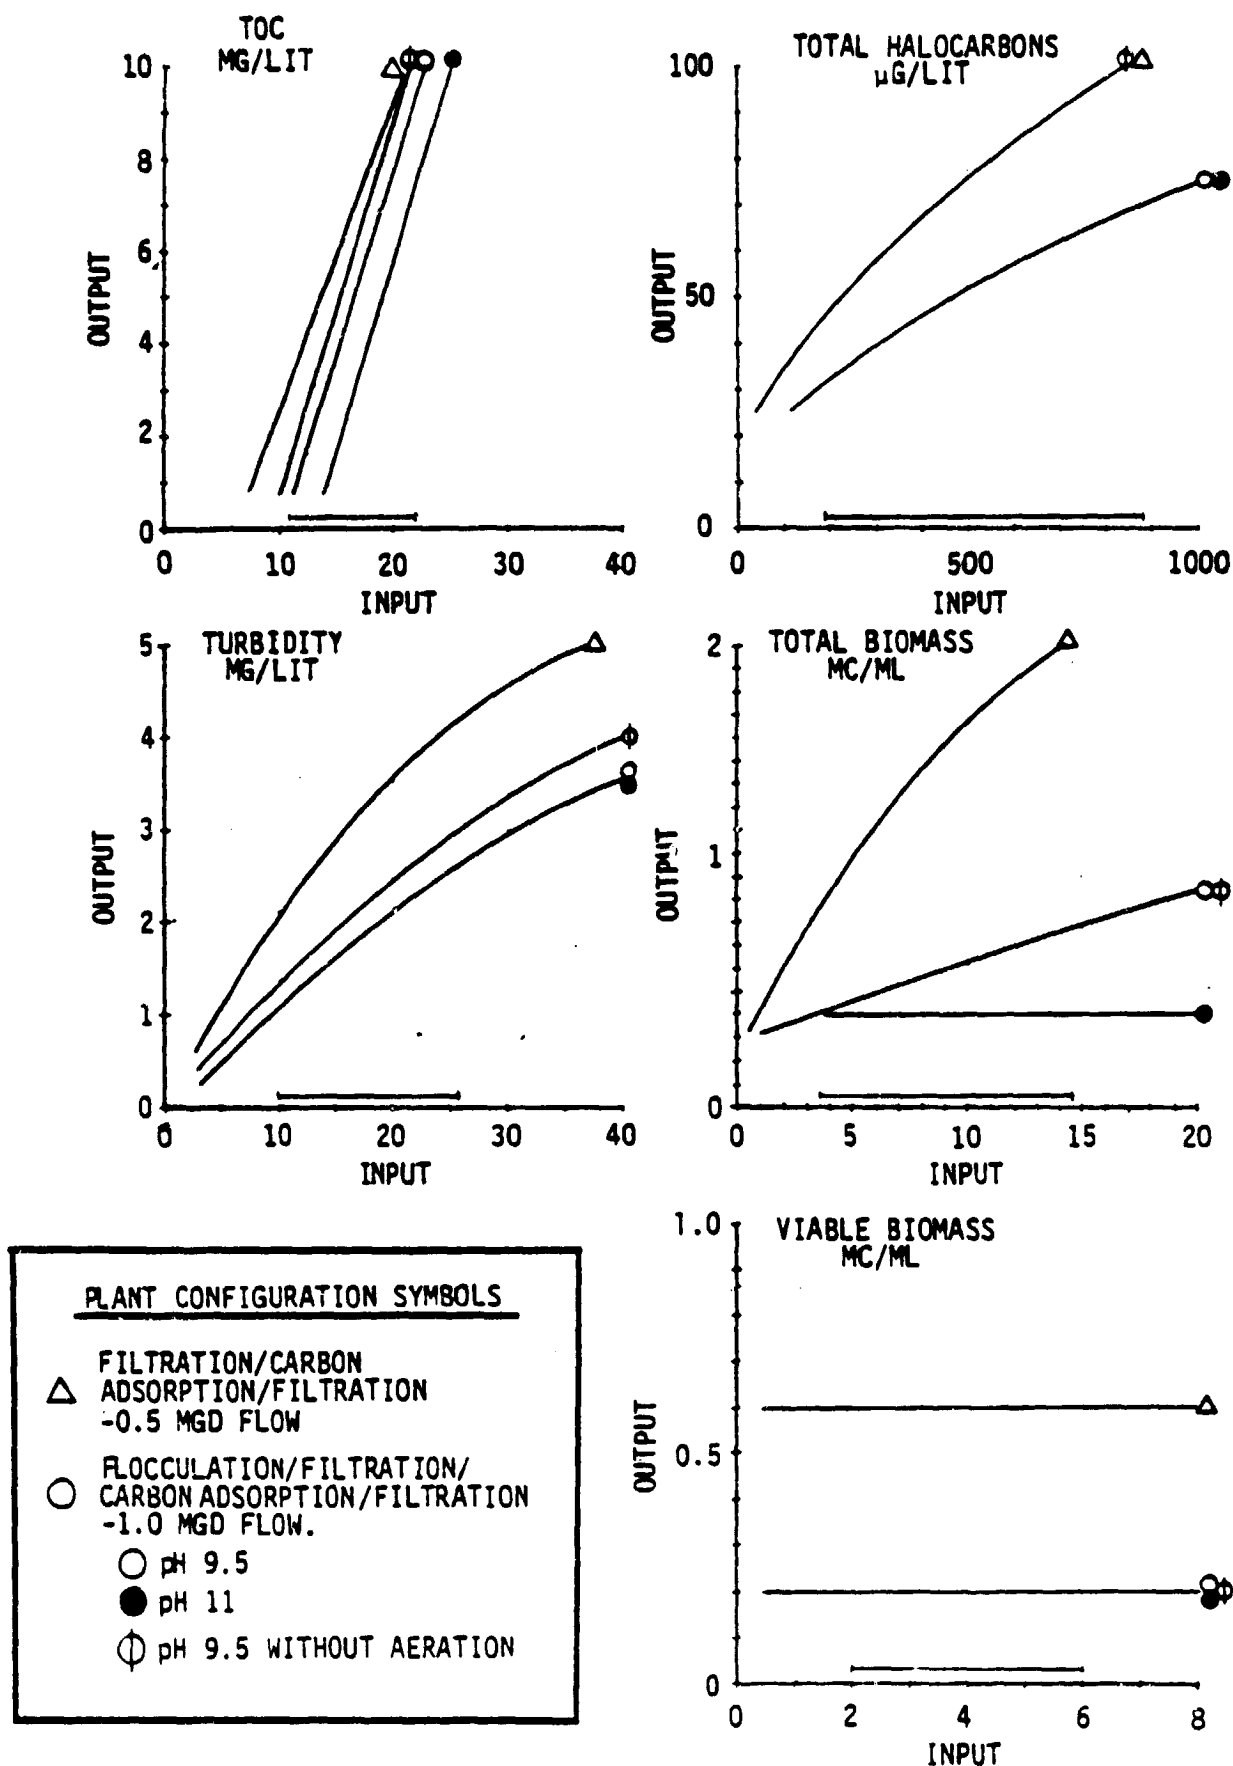 TOC
MG/LIT
10
8
6
4
2
0
OUTPUT
0 10 20 30 40
INPUT
TOTAL HALOCARBONS
µG/LIT
100
50
0
OUTPUT
0 500 1000
INPUT
TURBIDITY
MG/LIT
5
4
3
2
1
0
OUTPUT
0 10 20 30 40
INPUT
TOTAL BIOMASS
MC/ML
2
1
0
OUTPUT
0 5 10 15 20
INPUT
PLANT CONFIGURATION SYMBOLS
FILTRATION/CARBON
ADSORPTION/FILTRATION
-0.5 MGD FLOW
FLOCCULATION/FILTRATION/
CARBON ADSORPTION/FILTRATION
-1.0 MGD FLOW.
pH 9.5
pH 11
pH 9.5 WITHOUT AERATION
VIABLE BIOMASS
MC/ML
1.0
0.5
0
OUTPUT
0 2 4 6 8
INPUT